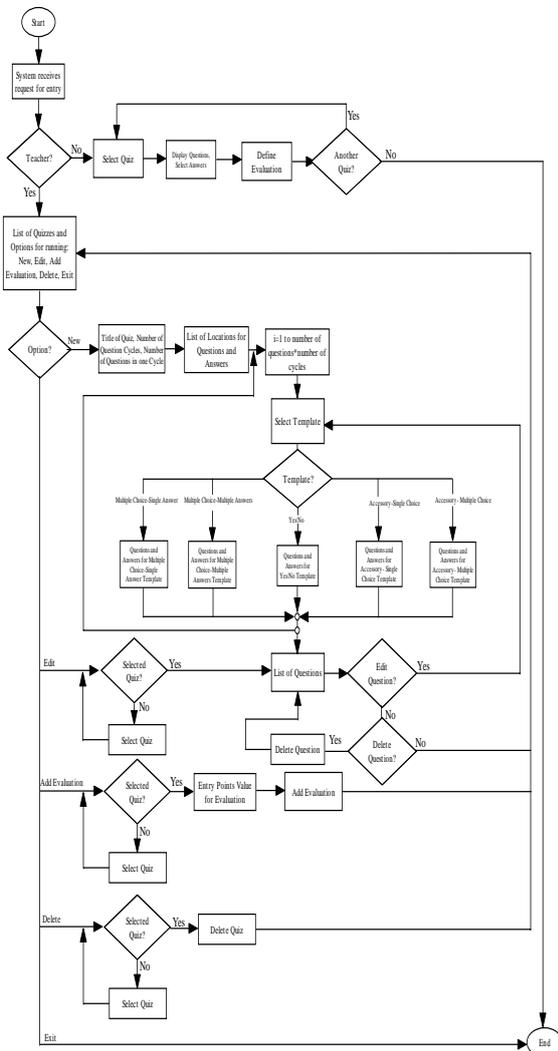 Start
System receives
request for entry
Teacher?
No
Select Quiz
Display Questions,
Select Answers
Define
Evaluation
Another
Quiz?
Yes
No
Yes
List of Quizzes and
Options for running:
New, Edit, Add
Evaluation, Delete, Exit
Option?
New
Title of Quiz, Number of
Question Cycles, Number
of Questions in one Cycle
List of Locations for
Questions and
Answers
i=1 to number of
questions*number of
cycles
Select Template
Template?
Multiple Choice-Single Answer
Multiple Choice-Multiple Answers
Yes/No
Accessory-Single Choice
Accessory- Multiple Choice
Questions and
Answers for Multiple
Choice-Single
Answer Template
Questions and
Answers for Multiple
Choice-Multiple
Answers Template
Questions and
Answers for
Yes/No Template
Questions and
Answers for
Accessory - Single
Choice Template
Questions and
Answers for
Accessory - Multiple
Choice Template
Edit
Selected
Quiz?
Yes
No
Select Quiz
List of Questions
Edit
Question?
Yes
No
Delete
Question?
Yes
No
Delete Question
Add Evaluation
Selected
Quiz?
Yes
No
Select Quiz
Entry Points Value
for Evaluation
Add Evaluation
Delete
Selected
Quiz?
Yes
No
Select Quiz
Delete Quiz
Exit
End